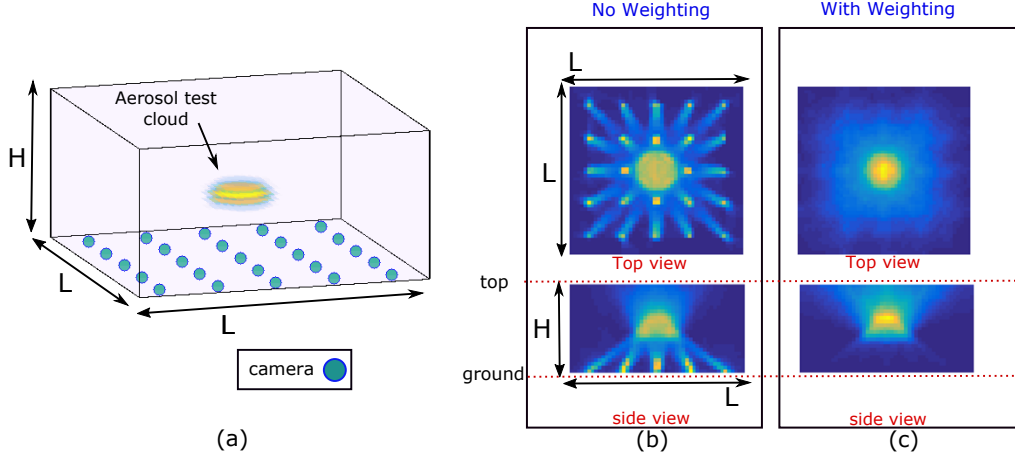 Aerosol test
cloud
H
L
L
camera
(a)
No Weighting
L
L
Top view
top
H
ground
L
side view
(b)
With Weighting
Top view
side view
(c)